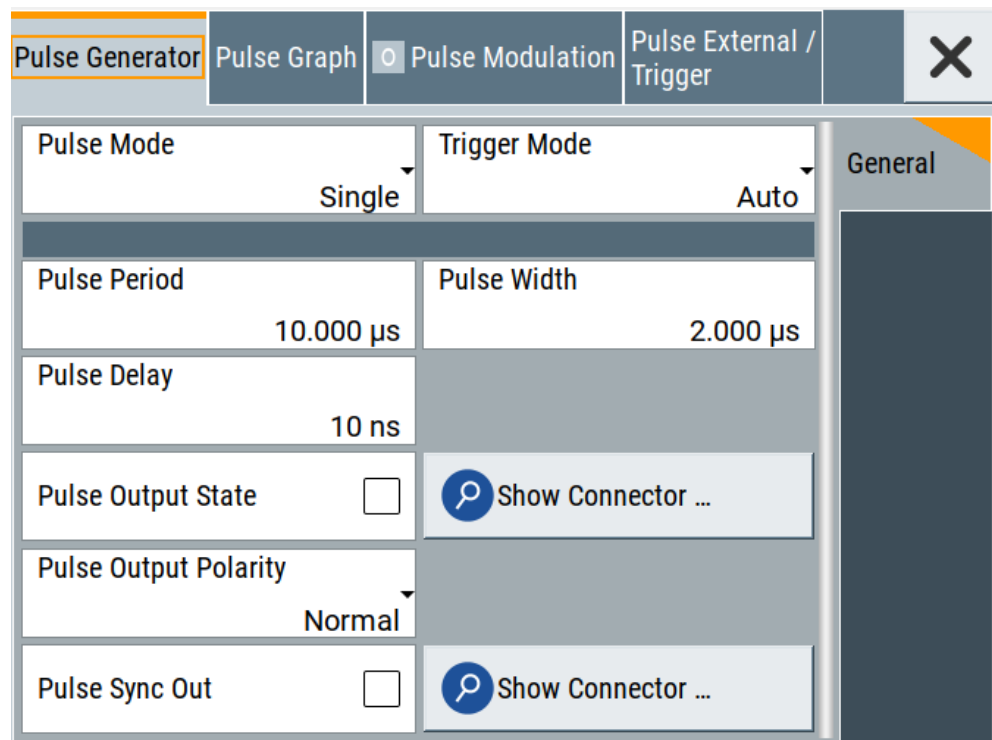 Pulse Generator
Pulse Graph
Pulse Modulation
Pulse External /
Trigger
Pulse Mode
Single
Trigger Mode
Auto
General
Pulse Period
10.000 µs
Pulse Width
2.000 µs
Pulse Delay
10 ns
Pulse Output State
Show Connector ...
Pulse Output Polarity
Normal
Pulse Sync Out
Show Connector ...